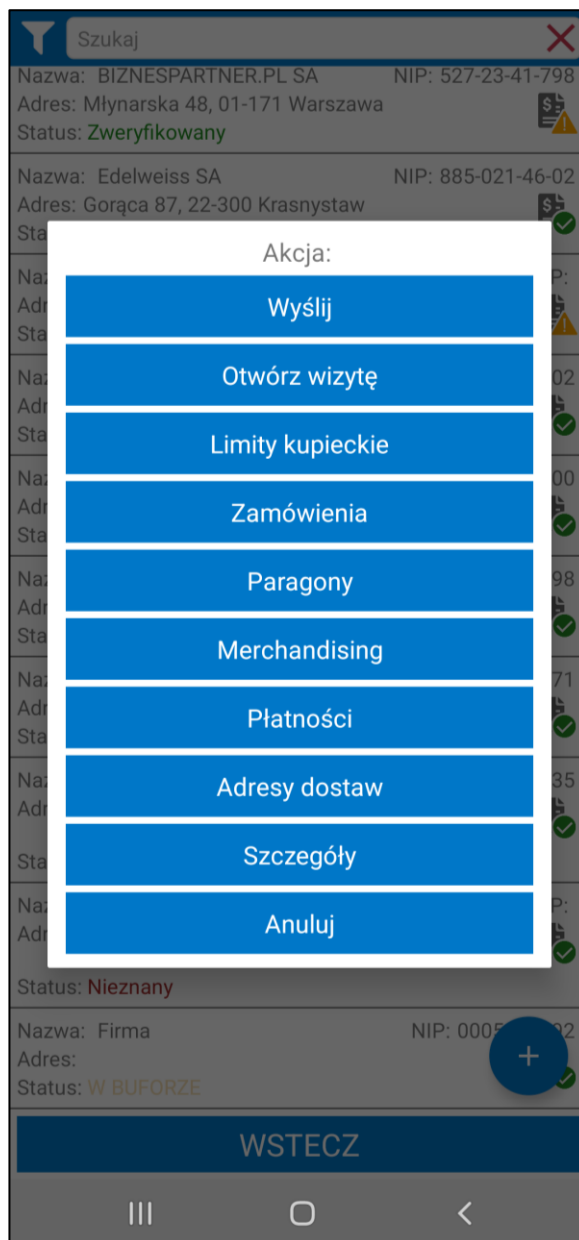 Szukaj
Nazwa: BIZNESPARTNER.PL SA NIP: 527-23-41-798
Adres: Młynarska 48, 01-171 Warszawa
Status: Zweryfikowany
Nazwa: Edelweiss SA NIP: 885-021-46-02
Adres: Gorąca 87, 22-300 Krasnystaw
Akcja:
Wyślij
Otwórz wizytę
Limity kupieckie
Zamówienia
Paragony
Merchandising
Płatności
Adresy dostaw
Szczegóły
Anuluj
Status: Nieznany
Nazwa: Firma NIP:
Adres:
Status: W BUFORZE
WSTECZ